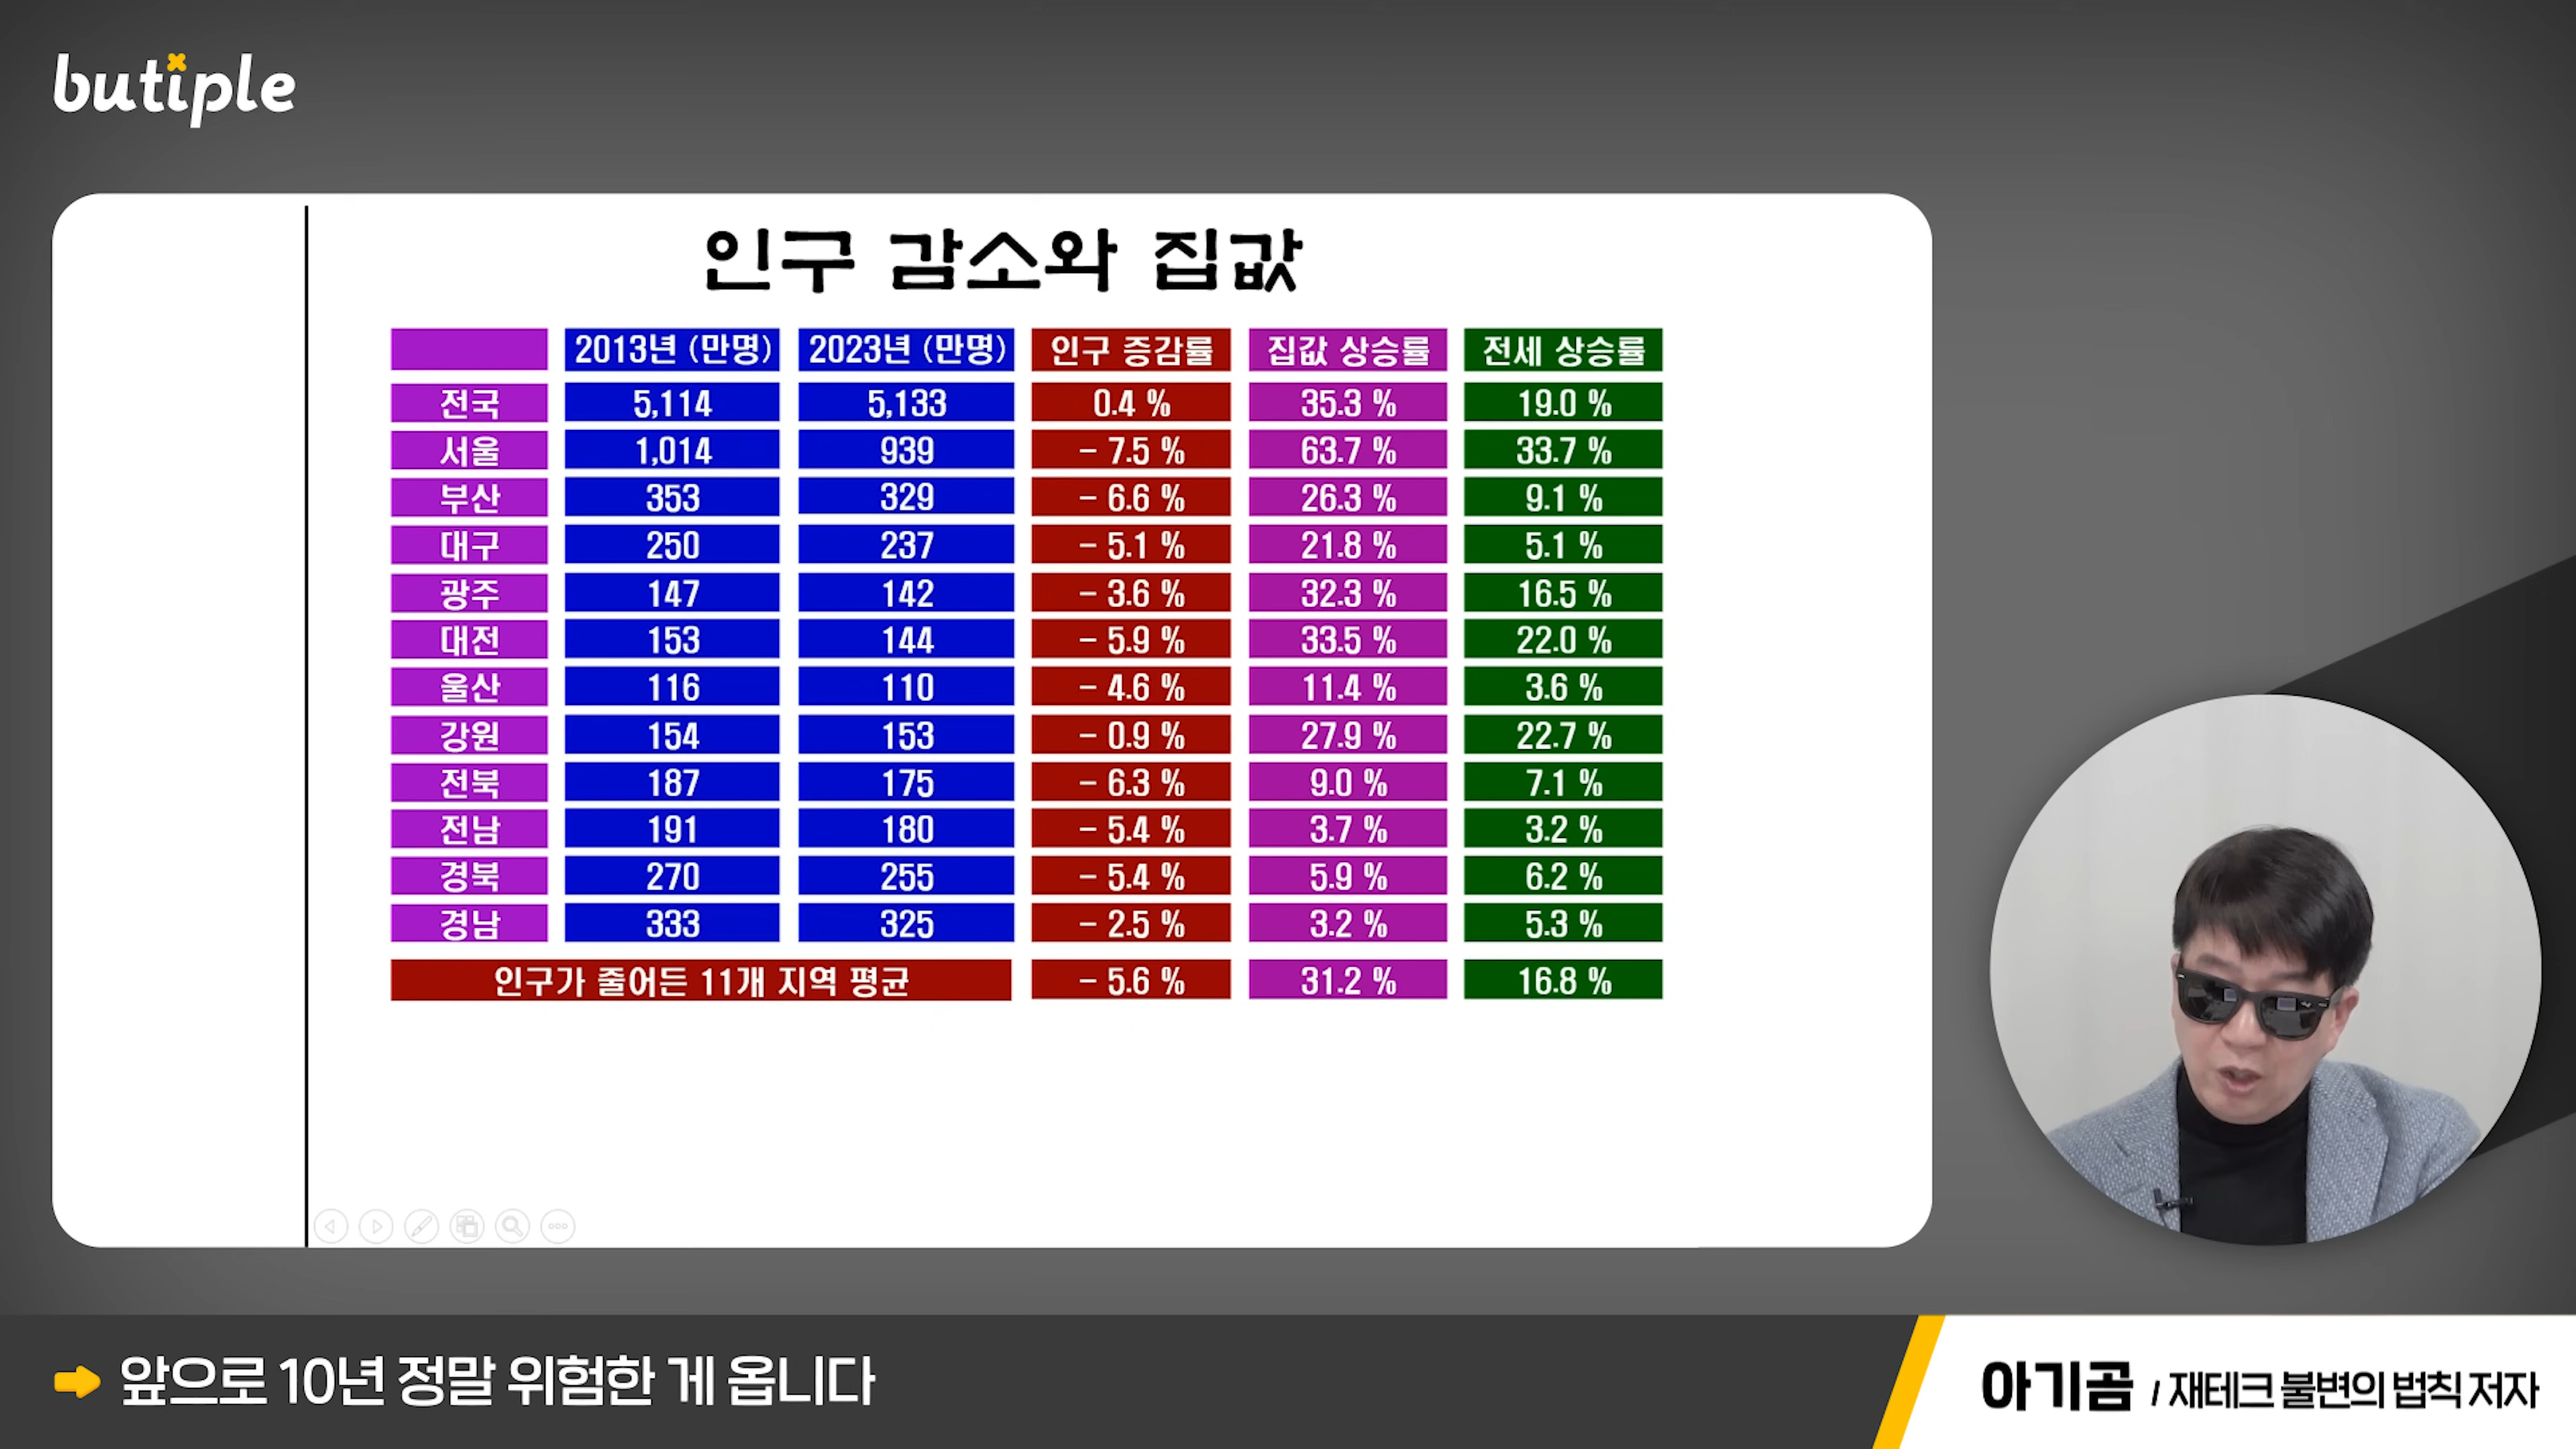 butiple
인구 감소와 집값
2013년 (만명) 2023년 (만명) 인구 증감률 집값 상승률 전세 상승률
전국 5,114 5,133 0.4 % 35.3 % 19.0 %
서울 1,014 939 - 7.5 % 63.7 % 33.7 %
부산 353 329 - 6.6 % 26.3 % 9.1 %
대구 250 237 - 5.1 % 21.8 % 5.1 %
광주 147 142 - 3.6 % 32.3 % 16.5 %
대전 153 144 - 5.9 % 33.5 % 22.0 %
울산 116 110 - 4.6 % 11.4 % 3.6 %
강원 154 153 - 0.9 % 27.9 % 22.7 %
전북 187 175 - 6.3 % 9.0 % 7.1 %
전남 191 180 - 5.4 % 3.7 % 3.2 %
경북 270 255 - 5.4 % 5.9 % 6.2 %
경남 333 325 - 2.5 % 3.2 % 5.3 %
인구가 줄어든 11개 지역 평균 - 5.6 % 31.2 % 16.8 %
앞으로 10년 정말 위험한 게 옵니다
아기곰 / 재테크 불변의 법칙 저자